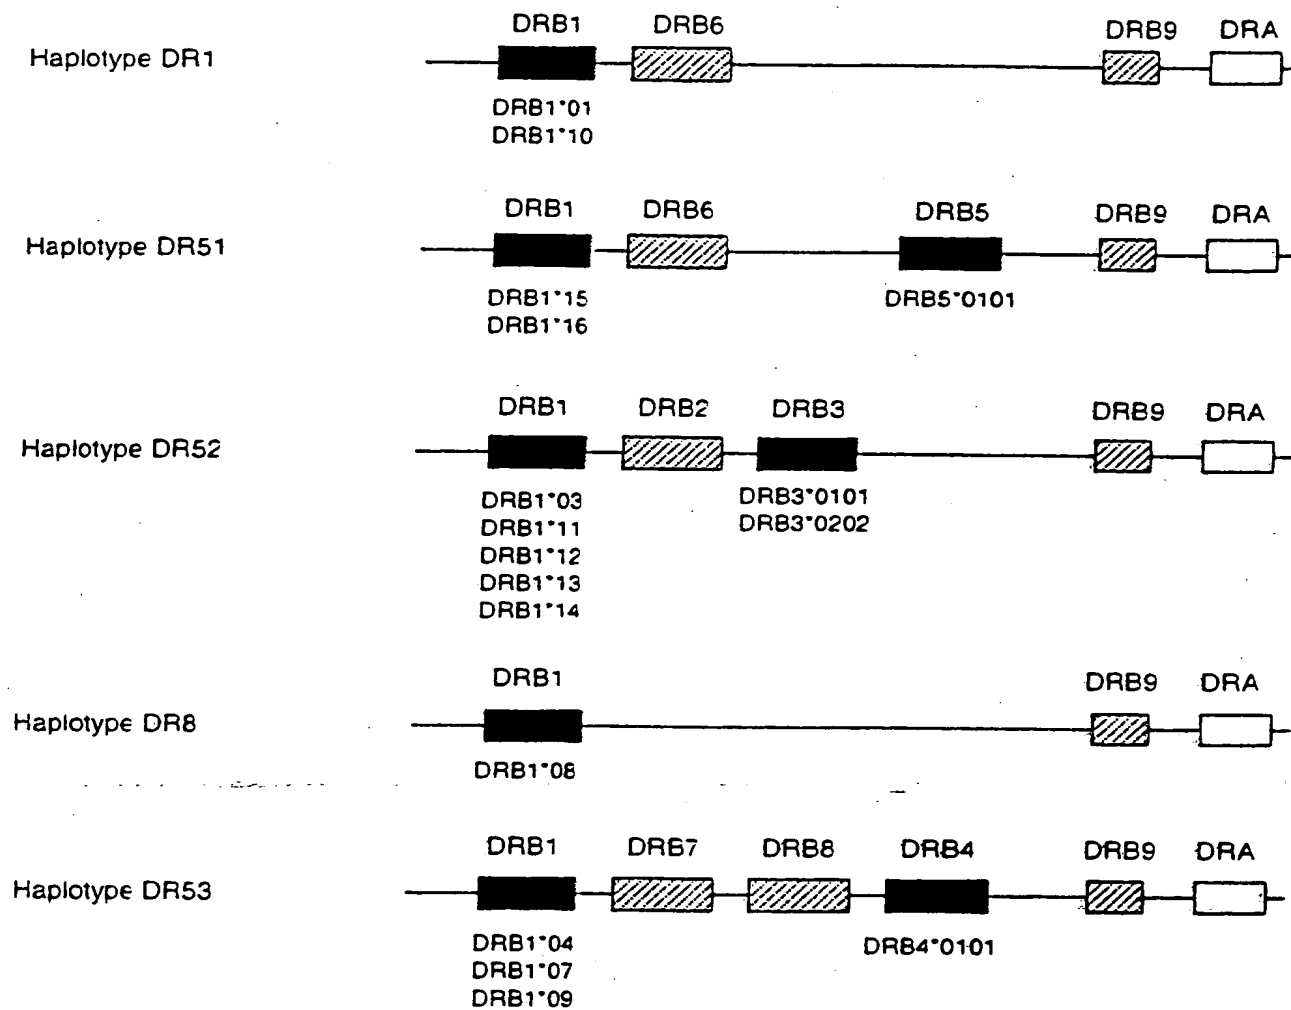 DRB1 DRB6 DRB9 DRA
Haplotype DR1
DRB1*01
DRB1*10
DRB1 DRB6 DRB5 DRB9 DRA
Haplotype DR51
DRB1*15 DRB5*0101
DRB1*16
DRB1 DRB2 DRB3 DRB9 DRA
Haplotype DR52
DRB1*03 DRB3*0101
DRB1*11 DRB3*0202
DRB1*12
DRB1*13
DRB1*14
DRB1 DRB9 DRA
Haplotype DR8
DRB1*08
DRB1 DRB7 DRB8 DRB4 DRB9 DRA
Haplotype DR53
DRB1*04 DRB4*0101
DRB1*07
DRB1*09